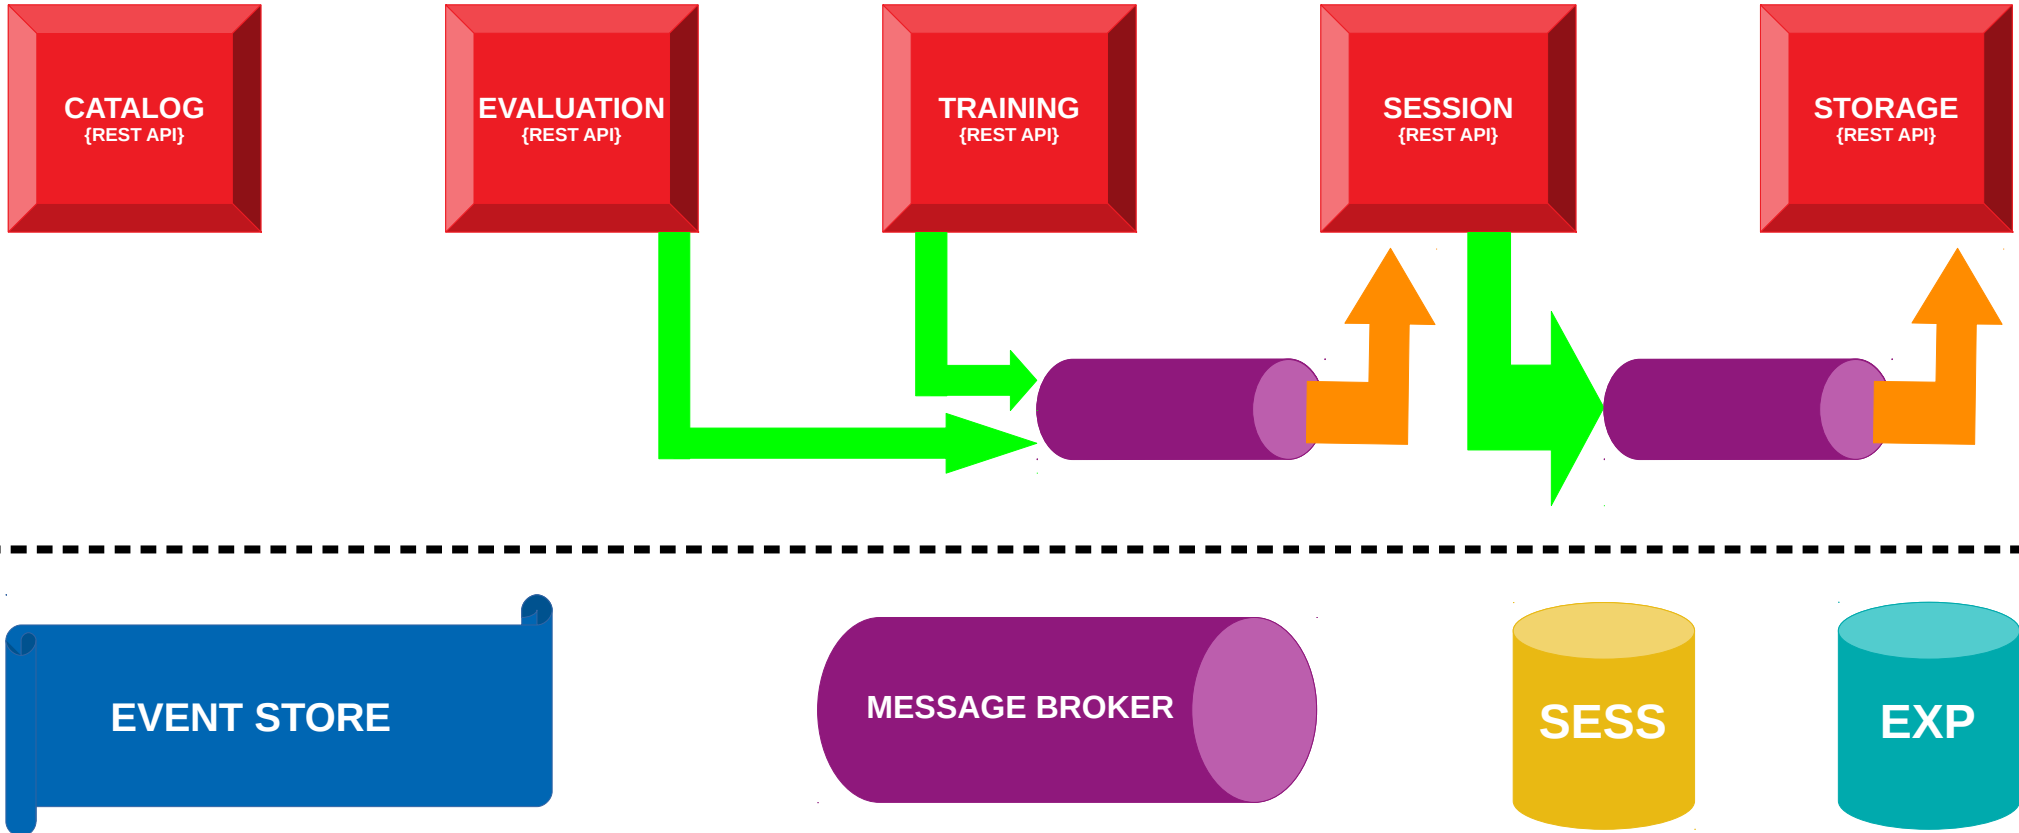 CATALOG
{REST API}
EVALUATION
{REST API}
TRAINING
{REST API}
SESSION
{REST API}
STORAGE
{REST API}
EVENT STORE
MESSAGE BROKER
SESS
EXP